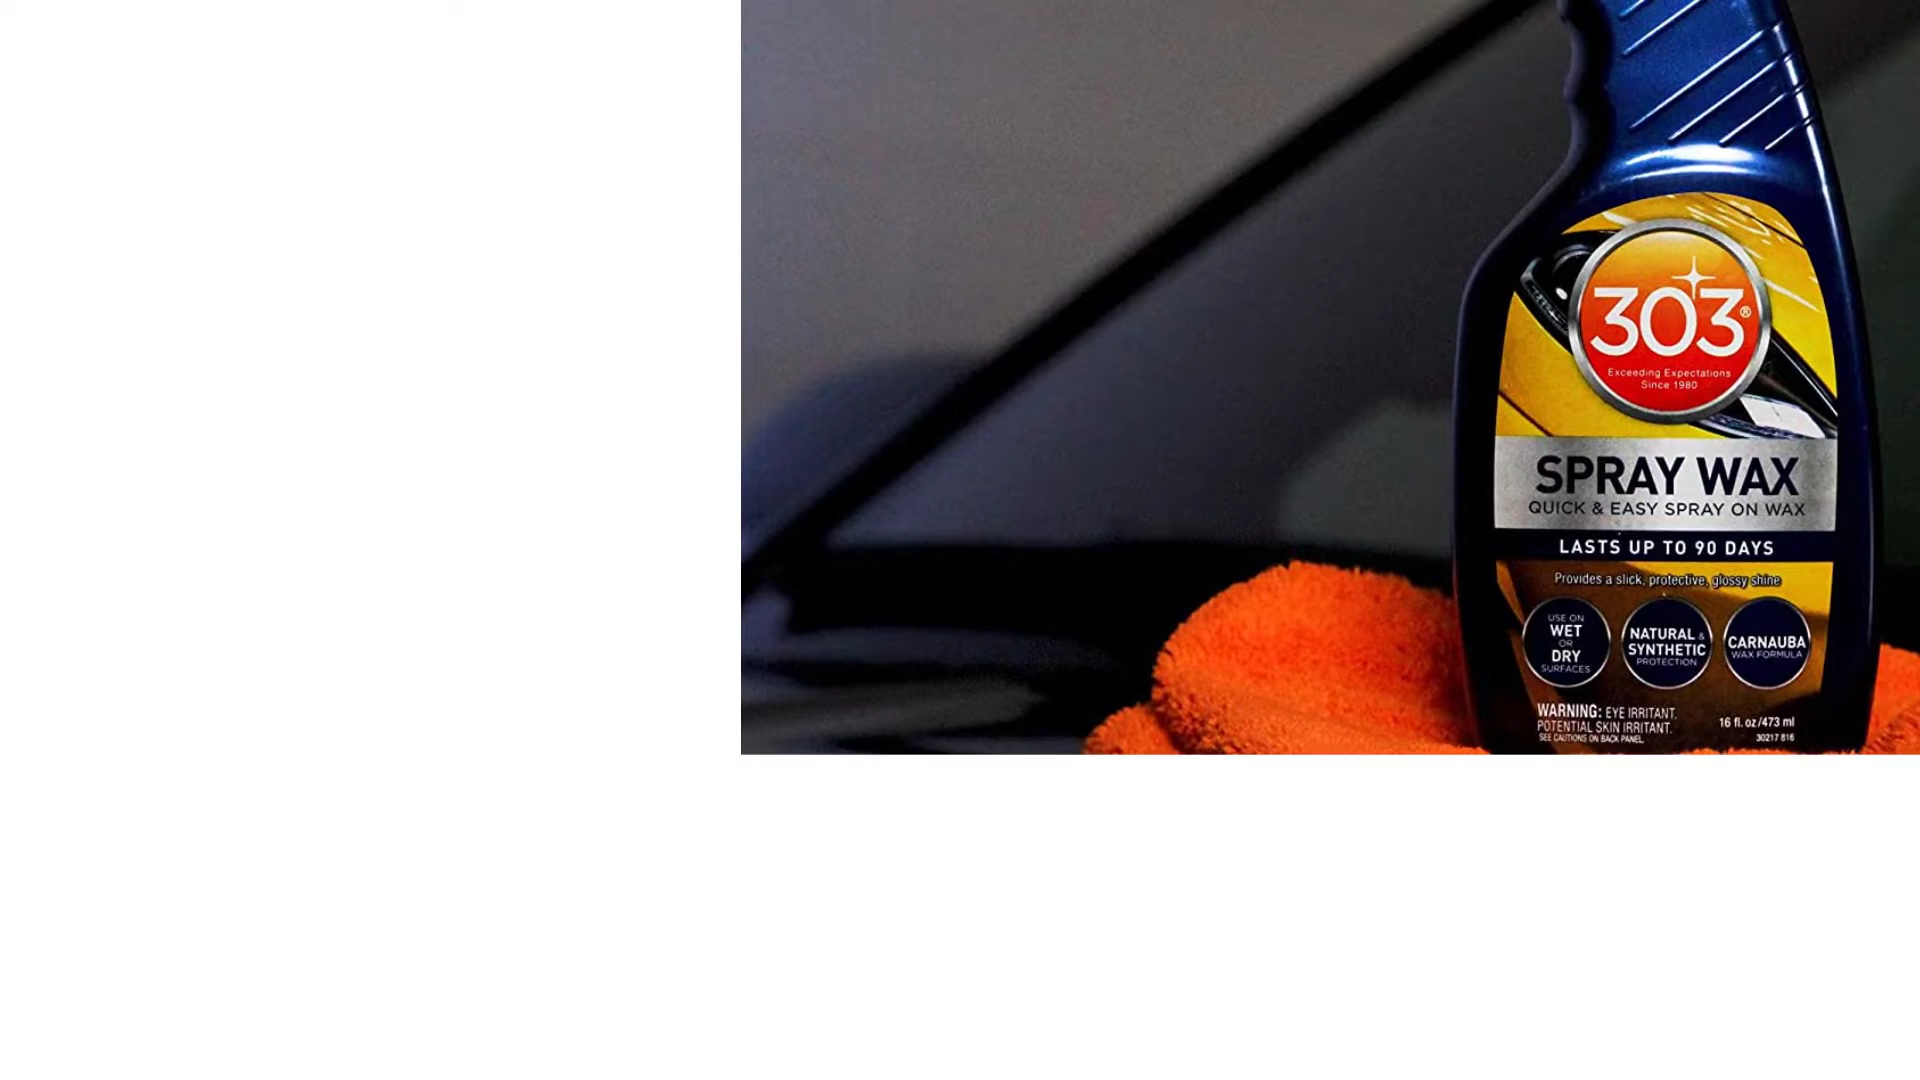 303®
Exceeding Expectations
Since 1980
SPRAY WAX
QUICK & EASY SPRAY ON WAX
LASTS UP TO 90 DAYS
Provides a slick, protective, glossy shine
USE ON
WET
OR
DRY
SURFACES
NATURAL &
SYNTHETIC
PROTECTION
CARNAUBA
WAX FORMULA
WARNING: EYE IRRITANT.
POTENTIAL SKIN IRRITANT.
SEE CAUTIONS ON BACK PANEL.
16 fl. oz/473 ml
30217 816